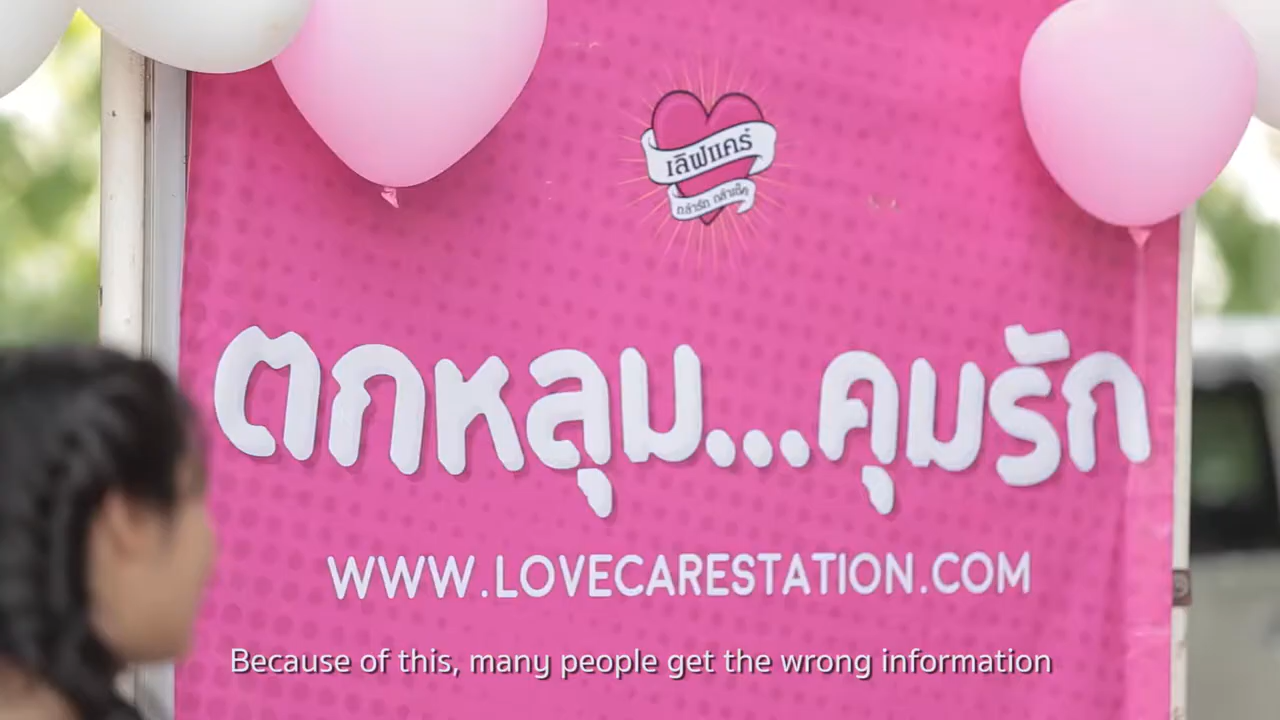 เลิฟแคร์
กล้ารัก กล้าเช็ค
ตกหลุม...คุมรัก
WWW.LOVECARESTATION.COM
Because of this, many people get the wrong information